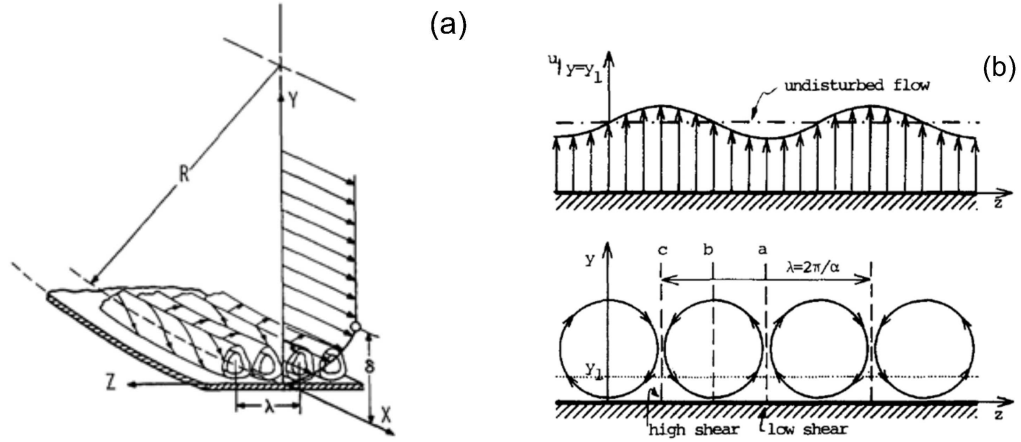 (a)
Y
R
Z
λ
δ
X
(b)
u| y=y₁
undisturbed flow
z
y
c
b
a
λ=2π/α
y₁
high shear
low shear
z